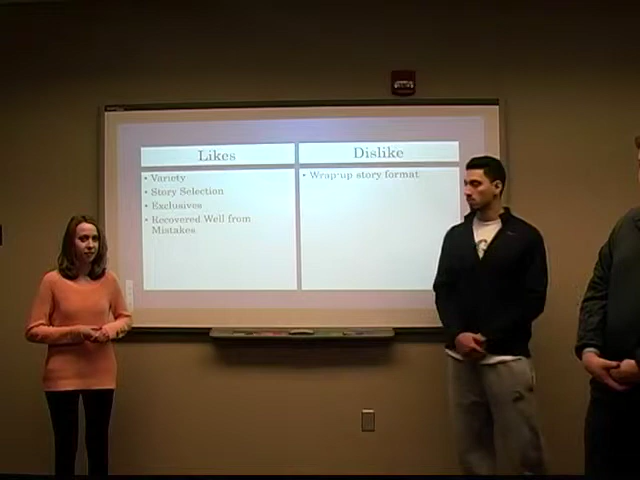 Likes
Dislike
• Variety
• Story Selection
• Exclusives
• Recovered Well from
Mistakes
• Wrap-up story format